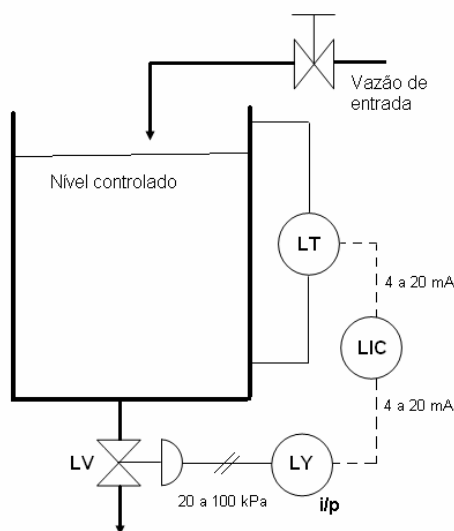 Vazão de
entrada
Nível controlado
LT
4 a 20 mA
LIC
4 a 20 mA
LV
LY
20 a 100 kPa
i/p